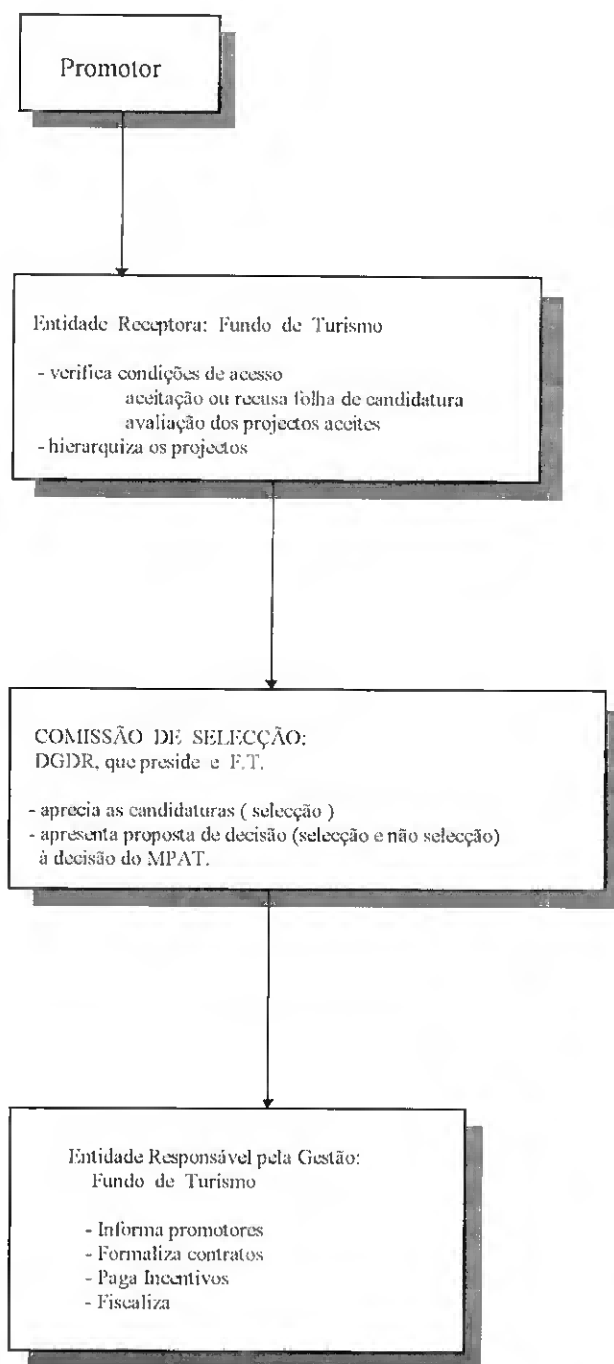 Promotor
Entidade Receptora: Fundo de Turismo
- verifica condições de acesso
aceitação ou recusa folha de candidatura
avaliação dos projectos aceites
- hierarquiza os projectos
COMISSÃO DE SELECÇÃO:
DGDR, que preside e F.T.
- aprecia as candidaturas ( selecção )
- apresenta proposta de decisão (selecção e não selecção)
à decisão do MPAT.
Entidade Responsável pela Gestão:
Fundo de Turismo
- Informa promotores
- Formaliza contratos
- Paga Incentivos
- Fiscaliza